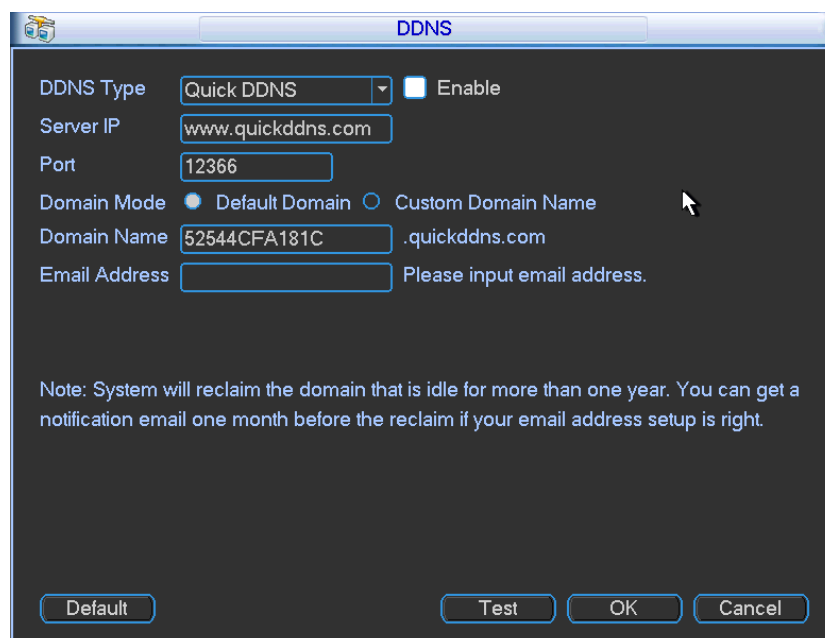 DDNS
DDNS Type Quick DDNS Enable
Server IP www.quickddns.com
Port 12366
Domain Mode Default Domain Custom Domain Name
Domain Name 52544CFA181C .quickddns.com
Email Address Please input email address.
Note: System will reclaim the domain that is idle for more than one year. You can get a
notification email one month before the reclaim if your email address setup is right.
Default Test OK Cancel